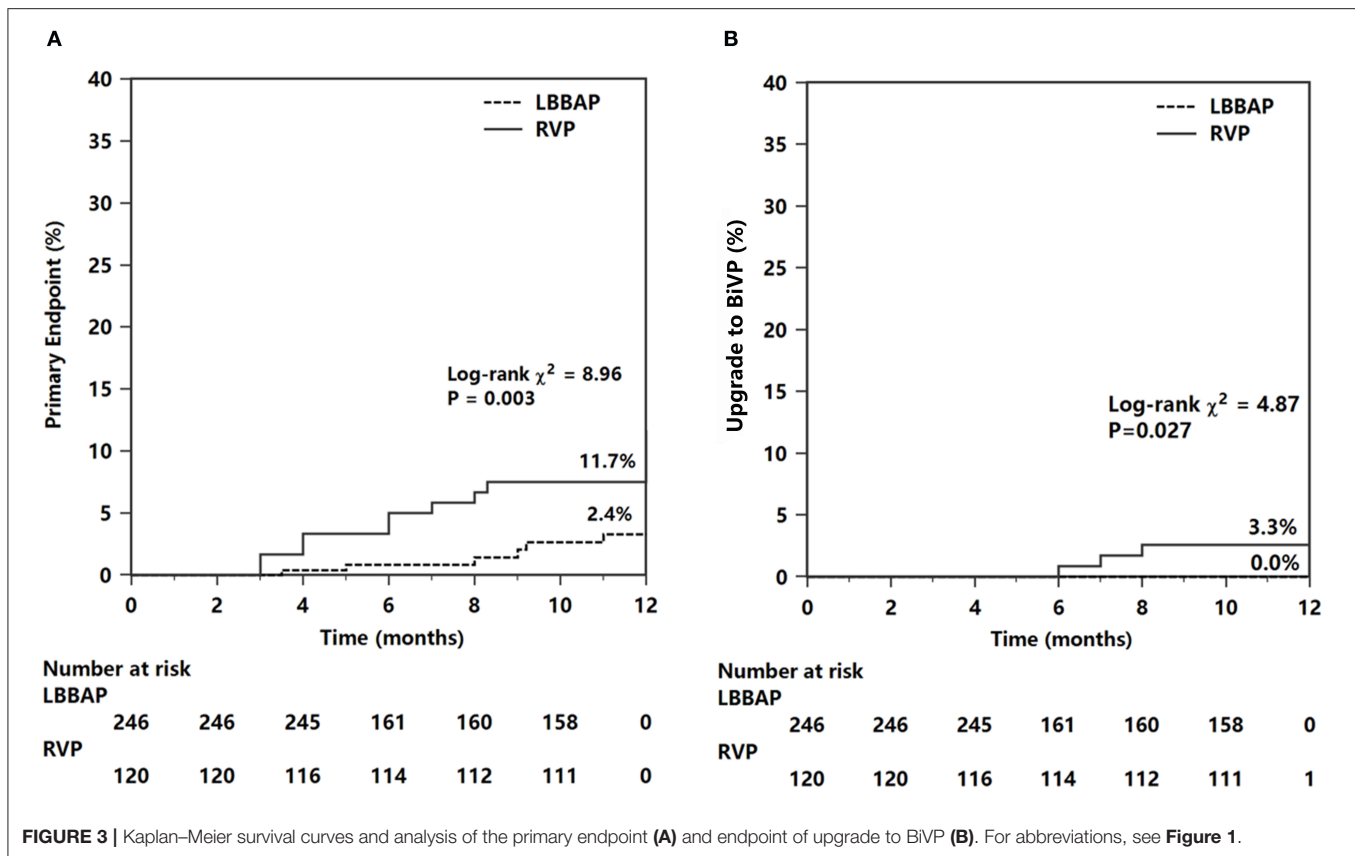 A
40
35
30
25
20
15
10
5
0
Primary Endpoint (%)
LBBAP
RVP
Log-rank χ² = 8.96
P = 0.003
11.7%
2.4%
0 2 4 6 8 10 12
Time (months)
Number at risk
LBBAP
246 246 245 161 160 158 0
RVP
120 120 116 114 112 111 0
B
40
35
30
25
20
15
10
5
0
Upgrade to BiVP (%)
LBBAP
RVP
Log-rank χ² = 4.87
P=0.027
3.3%
0.0%
0 2 4 6 8 10 12
Time (months)
Number at risk
LBBAP
246 246 245 161 160 158 0
RVP
120 120 116 114 112 111 1
FIGURE 3 | Kaplan–Meier survival curves and analysis of the primary endpoint (A) and endpoint of upgrade to BiVP (B). For abbreviations, see Figure 1.